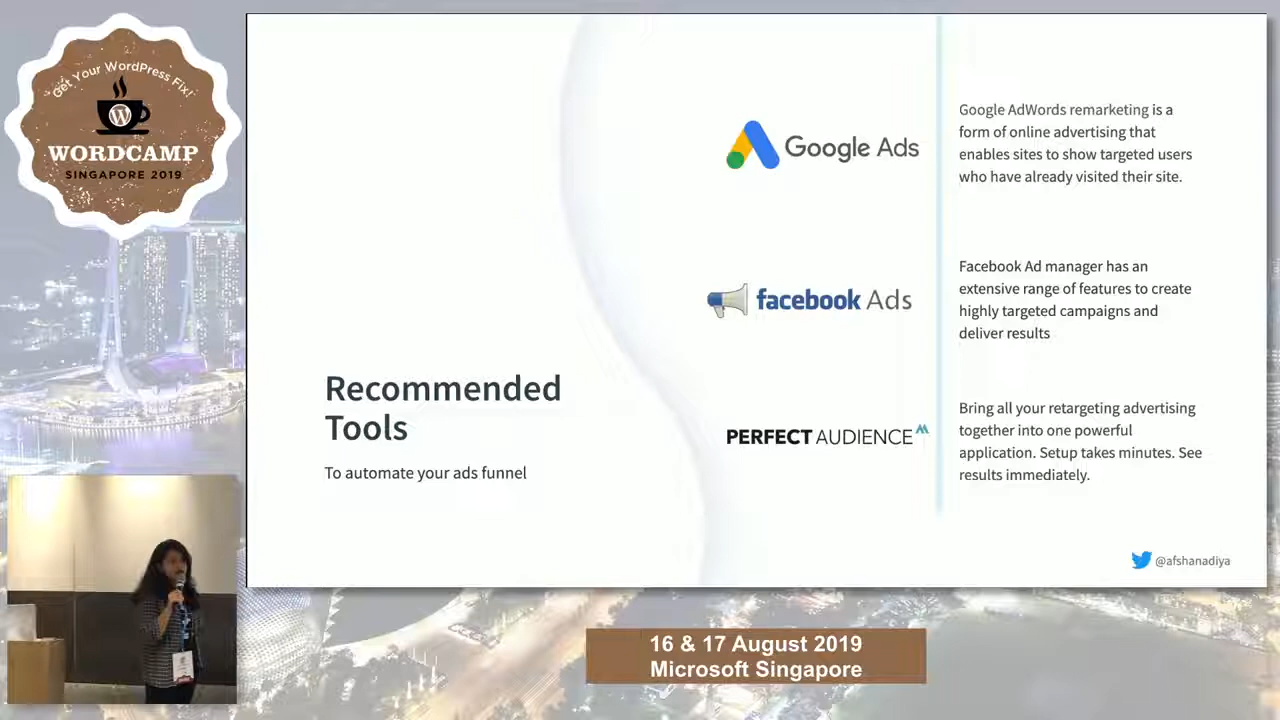 Get Your WordPress Fix!
WORDCAMP
SINGAPORE 2019
Recommended
Tools
To automate your ads funnel
Google Ads
Google AdWords remarketing is a
form of online advertising that
enables sites to show targeted users
who have already visited their site.
facebook Ads
Facebook Ad manager has an
extensive range of features to create
highly targeted campaigns and
deliver results
PERFECT AUDIENCE
Bring all your retargeting advertising
together into one powerful
application. Setup takes minutes. See
results immediately.
@afshanadiya
16 & 17 August 2019
Microsoft Singapore